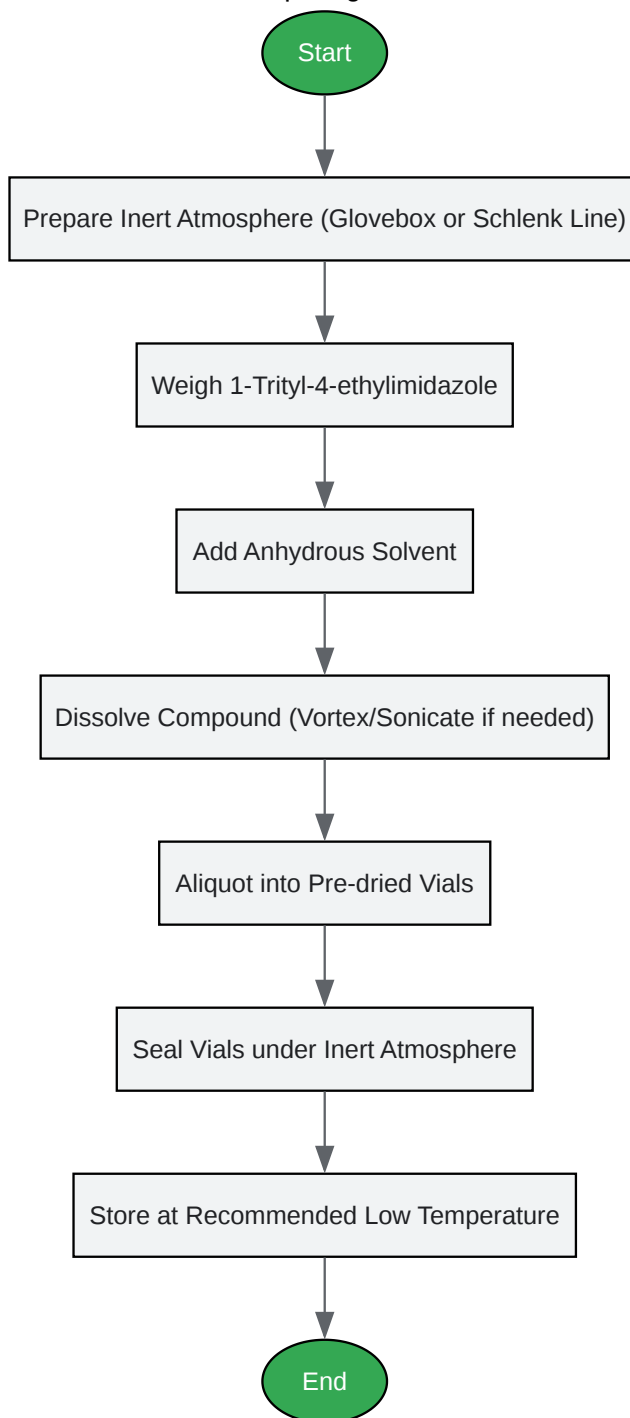 Start
Prepare Inert Atmosphere (Glovebox or Schlenk Line)
Weigh 1-Trityl-4-ethylimidazole
Add Anhydrous Solvent
Dissolve Compound (Vortex/Sonicate if needed)
Aliquot into Pre-dried Vials
Seal Vials under Inert Atmosphere
Store at Recommended Low Temperature
End